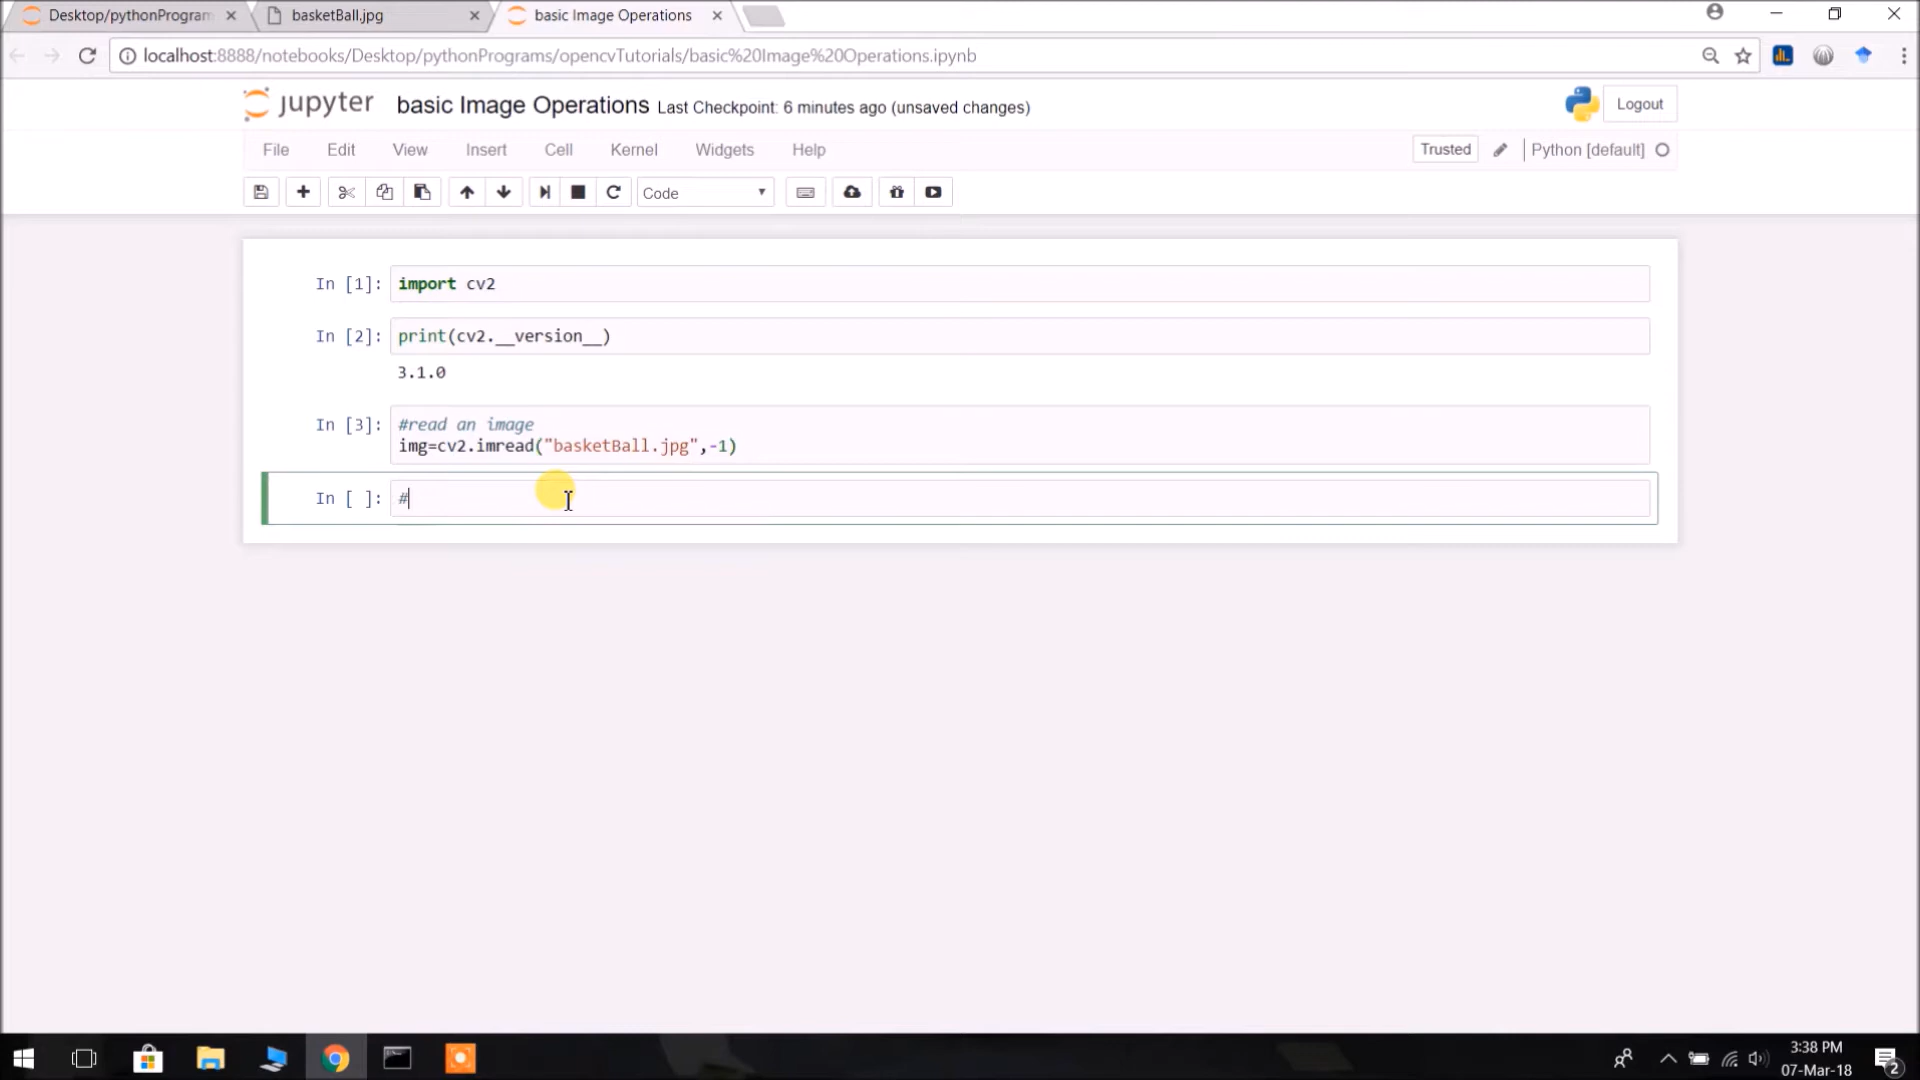 Desktop/pythonProgram
basketBall.jpg
basic Image Operations
localhost:8888/notebooks/Desktop/pythonPrograms/opencvTutorials/basic%20Image%20Operations.ipynb
jupyter basic Image Operations Last Checkpoint: 6 minutes ago (unsaved changes)
Logout
File Edit View Insert Cell Kernel Widgets Help
Trusted
Python [default]
Code
In [1]: import cv2
In [2]: print(cv2.__version__)
3.1.0
In [3]: #read an image
img=cv2.imread("basketBall.jpg",-1)
In [ ]: #
3:38 PM
07-Mar-18
2